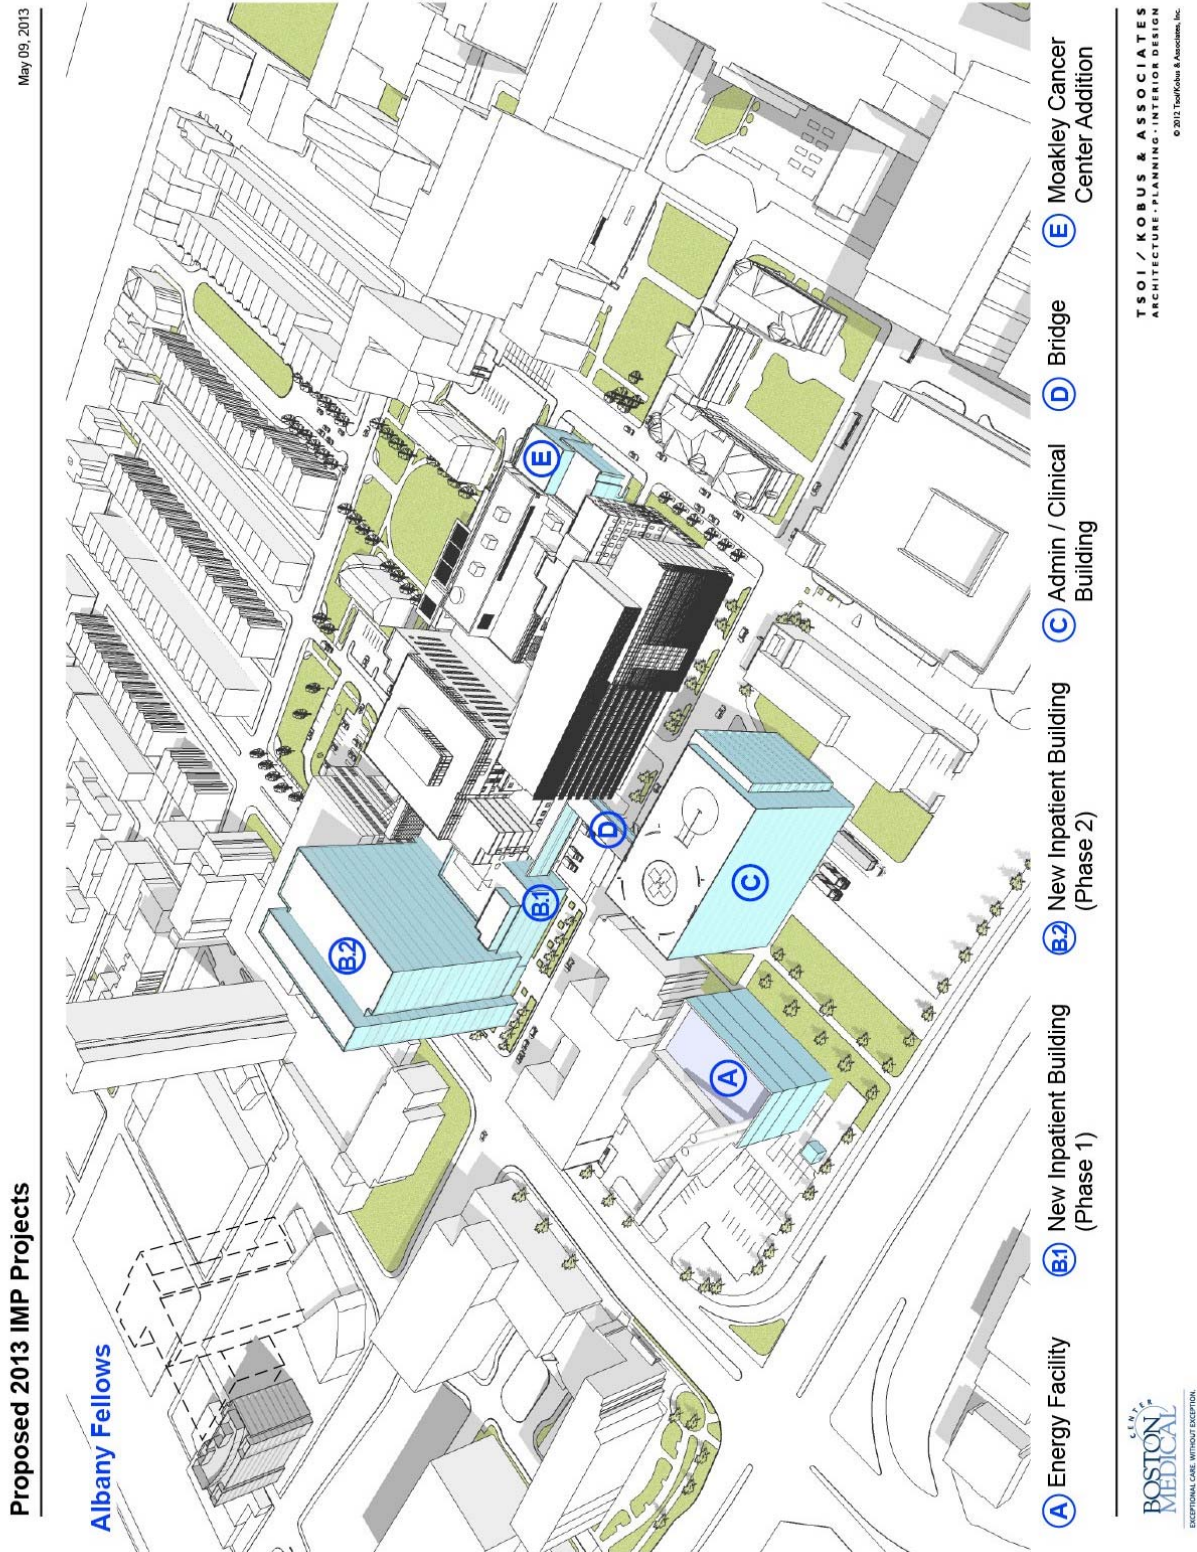 Proposed 2013 IMP Projects
May 09, 2013
Albany Fellows
B.2
E
B.1
D
C
A
A Energy Facility
B.1 New Inpatient Building
(Phase 1)
B.2 New Inpatient Building
(Phase 2)
C Admin / Clinical
Building
D Bridge
E Moakley Cancer
Center Addition
BOSTON
MEDICAL
CENTER
EXCEPTIONAL CARE. WITHOUT EXCEPTION.
TSOI / KOBUS & ASSOCIATES
ARCHITECTURE · PLANNING · INTERIOR DESIGN
© 2012 Tsoi/Kobus & Associates, Inc.